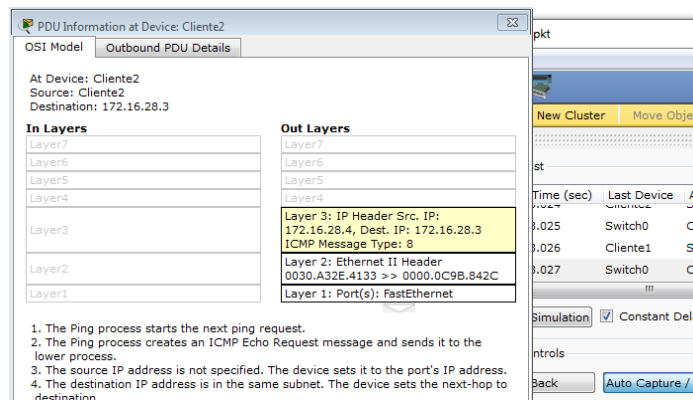 PDU Information at Device: Cliente2
OSI Model
Outbound PDU Details
At Device: Cliente2
Source: Cliente2
Destination: 172.16.28.3
In Layers
Layer7
Layer6
Layer5
Layer4
Layer3
Layer2
Layer1
Out Layers
Layer7
Layer6
Layer5
Layer4
Layer 3: IP Header Src. IP:
172.16.28.4, Dest. IP: 172.16.28.3
ICMP Message Type: 8
Layer 2: Ethernet II Header
0030.A32E.4133 >> 0000.0C9B.842C
Layer 1: Port(s): FastEthernet
1. The Ping process starts the next ping request.
2. The Ping process creates an ICMP Echo Request message and sends it to the
lower process.
3. The source IP address is not specified. The device sets it to the port's IP address.
4. The destination IP address is in the same subnet. The device sets the next-hop to
destination.
pkt
New Cluster
Move Obje
st
Time (sec)
Last Device
.024
Cliente2
.025
Switch0
.026
Cliente1
.027
Switch0
Simulation
Constant Del
ntrols
Back
Auto Capture /